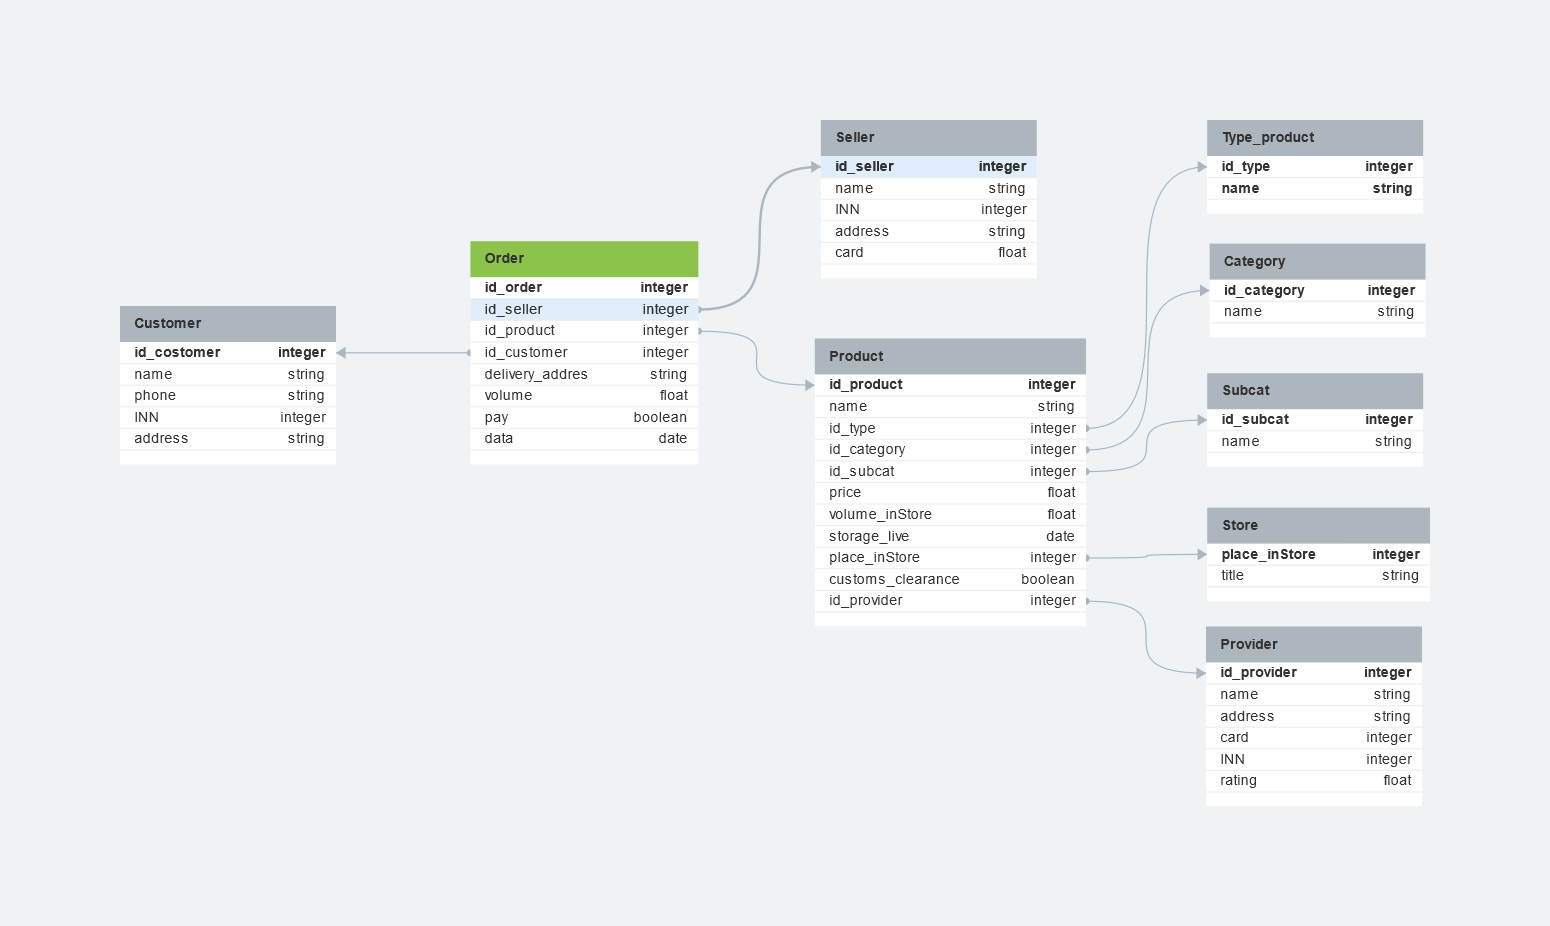 Customer
id_costomer integer
name string
phone string
INN integer
address string
Order
id_order integer
id_seller integer
id_product integer
id_customer integer
delivery_addres string
volume float
pay boolean
data date
Seller
id_seller integer
name string
INN integer
address string
card float
Product
id_product integer
name string
id_type integer
id_category integer
id_subcat integer
price float
volume_inStore float
storage_live date
place_inStore integer
customs_clearance boolean
id_provider integer
Type_product
id_type integer
name string
Category
id_category integer
name string
Subcat
id_subcat integer
name string
Store
place_inStore integer
title string
Provider
id_provider integer
name string
address string
card integer
INN integer
rating float